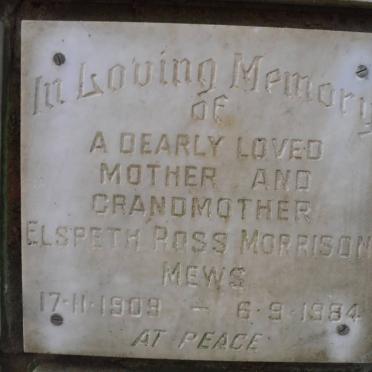 In Loving Memory
of
A DEARLY LOVED
MOTHER AND
GRANDMOTHER
ELSPETH ROSS MORRISON
MEWS
17·11·1909 - 6·9·1984
AT PEACE